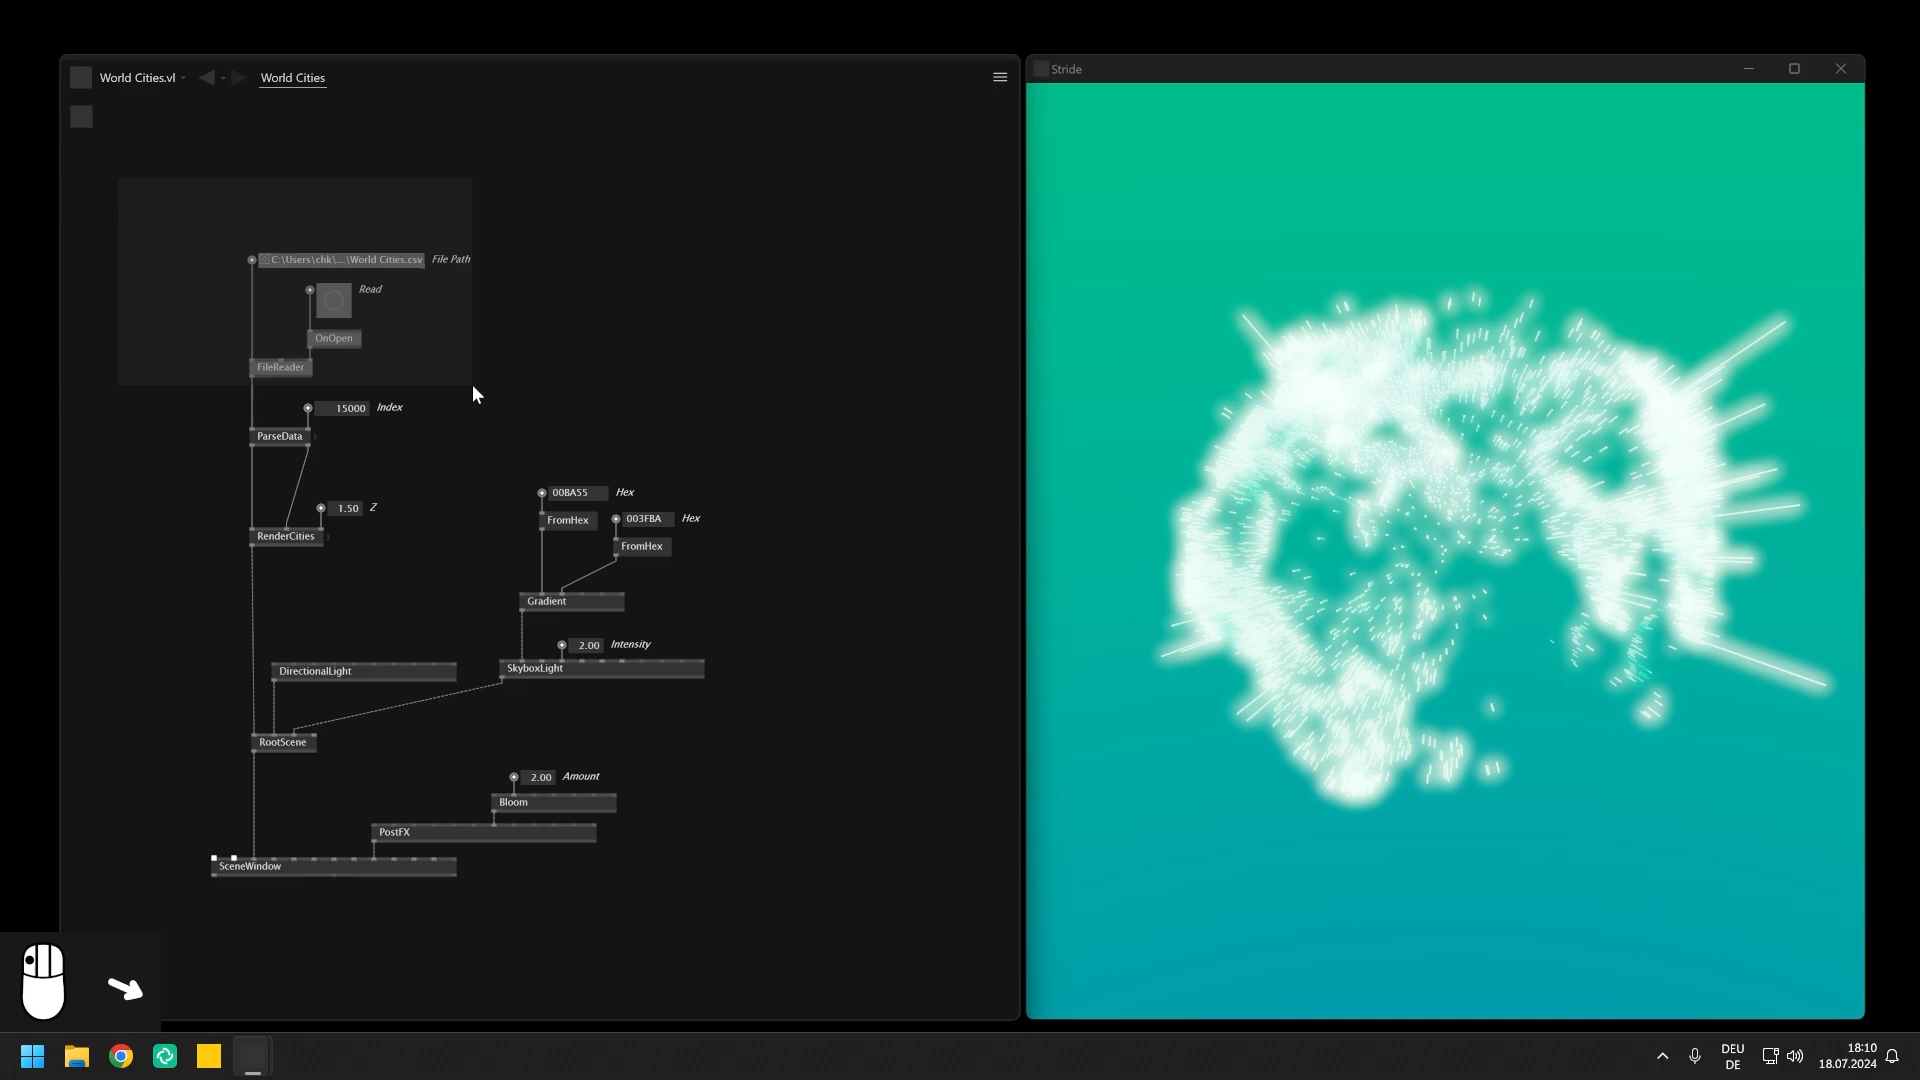 World Cities.vl
World Cities
Stride
C:\Users\chk\...\World Cities.csv
File Path
Read
OnOpen
FileReader
15000
Index
ParseData
1.50
Z
RenderCities
00BA55
Hex
FromHex
003FBA
Hex
FromHex
Gradient
2.00
Intensity
SkyboxLight
DirectionalLight
RootScene
2.00
Amount
Bloom
PostFX
SceneWindow
DEU
DE
18:10
18.07.2024